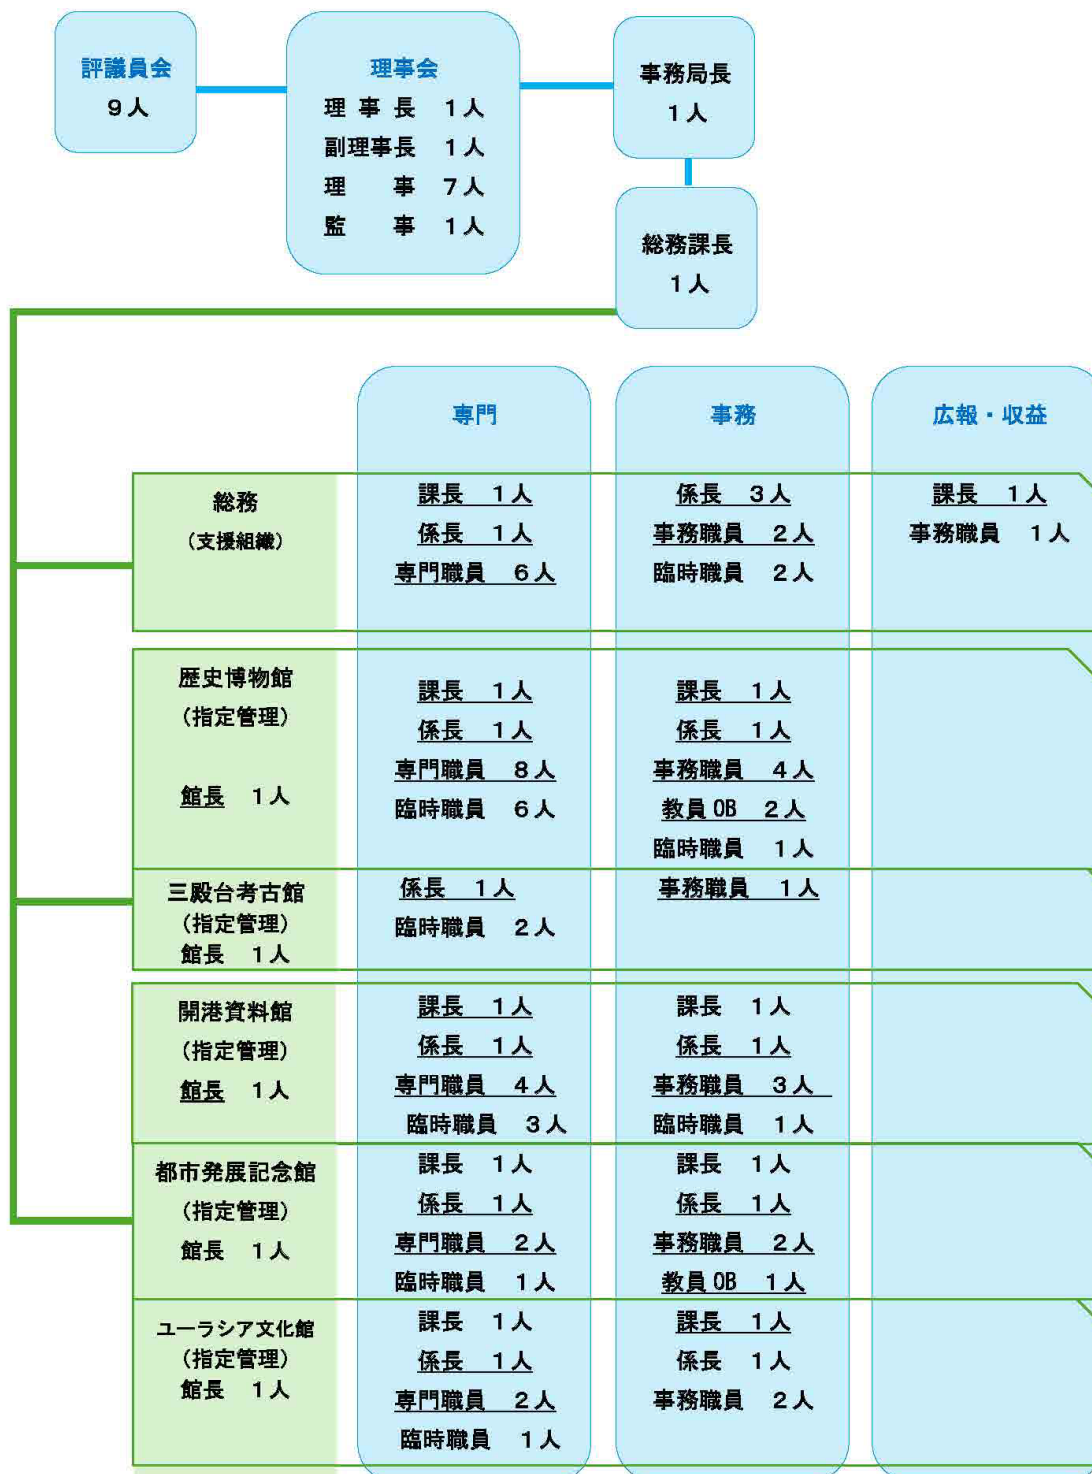 評議員会
9人
理事会
理事長 1人
副理事長 1人
理事 7人
監事 1人
事務局長
1人
総務課長
1人
専門
事務
広報・収益
総務
(支援組織)
課長 1人
係長 1人
専門職員 6人
係長 3人
事務職員 2人
臨時職員 2人
課長 1人
事務職員 1人
歴史博物館
(指定管理)
館長 1人
課長 1人
係長 1人
専門職員 8人
臨時職員 6人
課長 1人
係長 1人
事務職員 4人
教員OB 2人
臨時職員 1人
三殿台考古館
(指定管理)
館長 1人
係長 1人
臨時職員 2人
事務職員 1人
開港資料館
(指定管理)
館長 1人
課長 1人
係長 1人
専門職員 4人
臨時職員 3人
課長 1人
係長 1人
事務職員 3人
臨時職員 1人
都市発展記念館
(指定管理)
館長 1人
課長 1人
係長 1人
専門職員 2人
臨時職員 1人
課長 1人
係長 1人
事務職員 2人
教員OB 1人
ユーラシア文化館
(指定管理)
館長 1人
課長 1人
係長 1人
専門職員 2人
臨時職員 1人
課長 1人
係長 1人
事務職員 2人